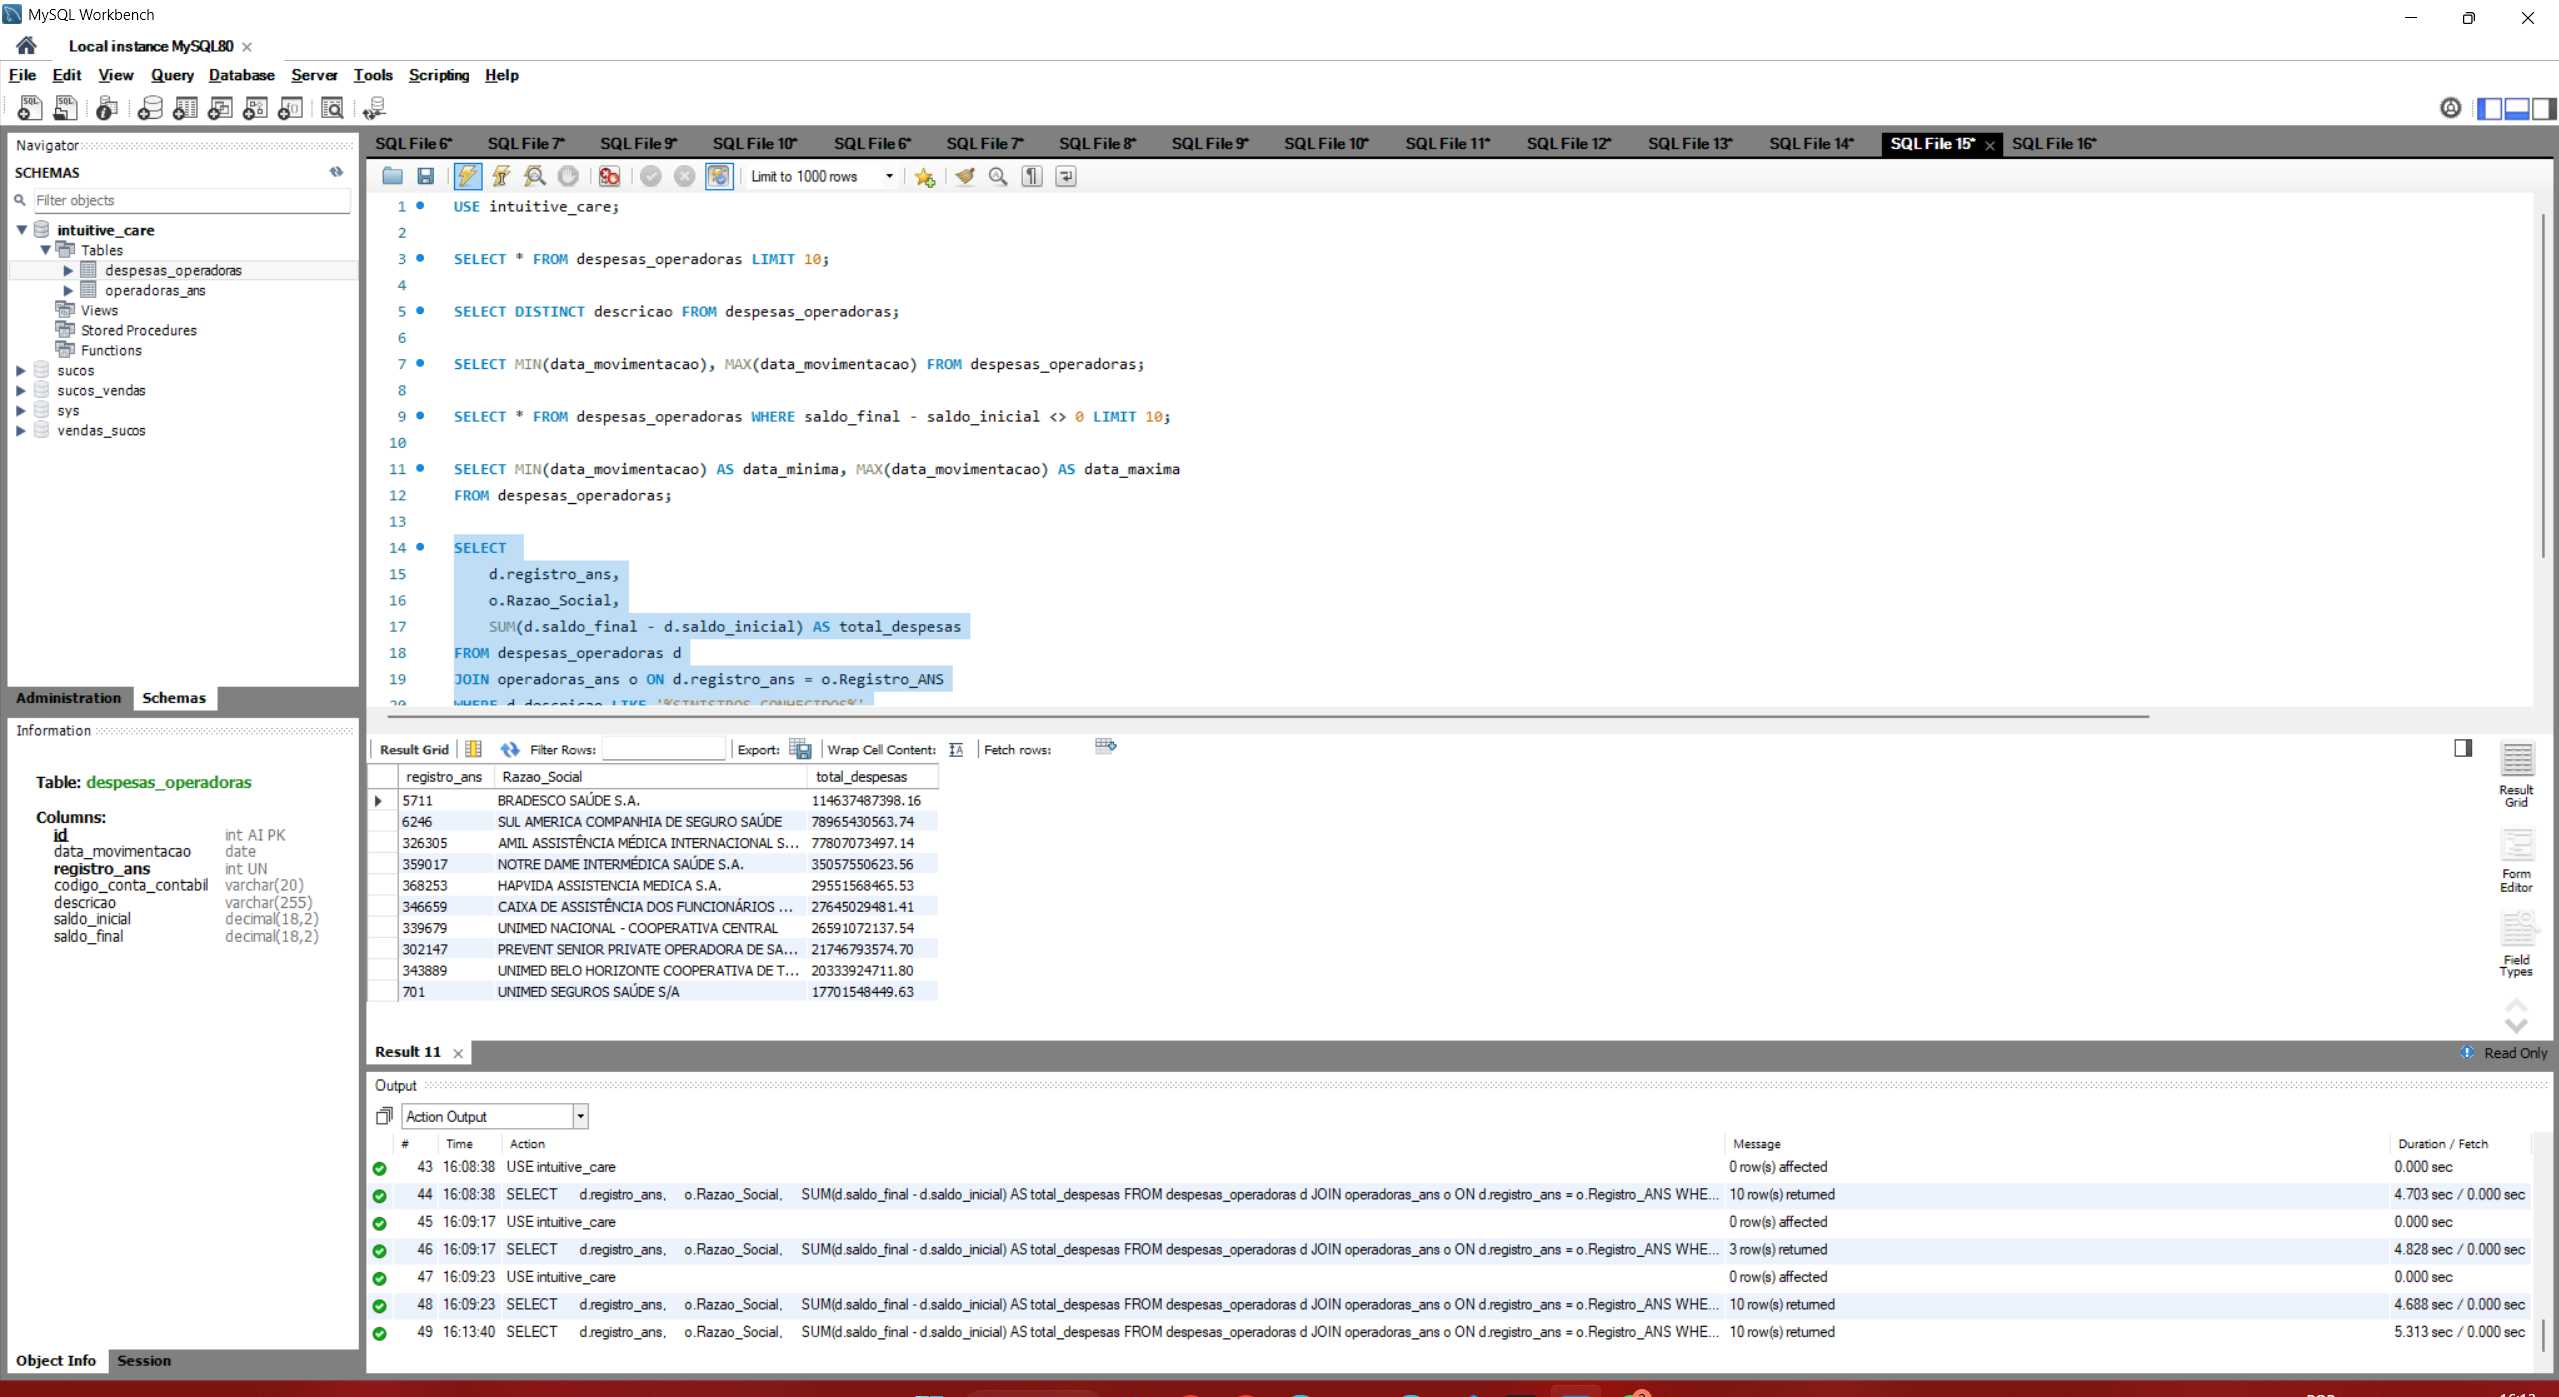 MySQL Workbench
Local instance MySQL80
File Edit View Query Database Server Tools Scripting Help
Navigator
SCHEMAS
Filter objects
intuitive_care
Tables
despesas_operadoras
operadoras_ans
Views
Stored Procedures
Functions
sucos
sucos_vendas
sys
vendas_sucos
Administration Schemas
Information
Table: despesas_operadoras
Columns:
id int AI PK
data_movimentacao date
registro_ans int UN
codigo_conta_contabil varchar(20)
descricao varchar(255)
saldo_inicial decimal(18,2)
saldo_final decimal(18,2)
Object Info Session
SQL File 6* SQL File 7* SQL File 9* SQL File 10* SQL File 6* SQL File 7* SQL File 8* SQL File 9* SQL File 10* SQL File 11* SQL File 12* SQL File 13* SQL File 14* SQL File 15* SQL File 16*
Limit to 1000 rows
1 USE intuitive_care;
2
3 SELECT * FROM despesas_operadoras LIMIT 10;
4
5 SELECT DISTINCT descricao FROM despesas_operadoras;
6
7 SELECT MIN(data_movimentacao), MAX(data_movimentacao) FROM despesas_operadoras;
8
9 SELECT * FROM despesas_operadoras WHERE saldo_final - saldo_inicial <> 0 LIMIT 10;
10
11 SELECT MIN(data_movimentacao) AS data_minima, MAX(data_movimentacao) AS data_maxima
12 FROM despesas_operadoras;
13
14 SELECT
15 d.registro_ans,
16 o.Razao_Social,
17 SUM(d.saldo_final - d.saldo_inicial) AS total_despesas
18 FROM despesas_operadoras d
19 JOIN operadoras_ans o ON d.registro_ans = o.Registro_ANS
20 WHERE d.descricao LIKE '%SINISTROS CONHECIDOS%'
Result Grid Filter Rows: Export: Wrap Cell Content: Fetch rows:
registro_ans Razao_Social total_despesas
5711 BRADESCO SAÚDE S.A. 114637487398.16
6246 SUL AMERICA COMPANHIA DE SEGURO SAÚDE 78965430563.74
326305 AMIL ASSISTÊNCIA MÉDICA INTERNACIONAL S... 77807073497.14
359017 NOTRE DAME INTERMÉDICA SAÚDE S.A. 35057550623.56
368253 HAPVIDA ASSISTENCIA MEDICA S.A. 29551568465.53
346659 CAIXA DE ASSISTÊNCIA DOS FUNCIONÁRIOS ... 27645029481.41
339679 UNIMED NACIONAL - COOPERATIVA CENTRAL 26591072137.54
302147 PREVENT SENIOR PRIVATE OPERADORA DE SA... 21746793574.70
343889 UNIMED BELO HORIZONTE COOPERATIVA DE T... 20333924711.80
701 UNIMED SEGUROS SAÚDE S/A 17701548449.63
Result
Grid
Form
Editor
Field
Types
Result 11
Read Only
Output
Action Output
# Time Action Message Duration / Fetch
43 16:08:38 USE intuitive_care 0 row(s) affected 0.000 sec
44 16:08:38 SELECT d.registro_ans, o.Razao_Social, SUM(d.saldo_final - d.saldo_inicial) AS total_despesas FROM despesas_operadoras d JOIN operadoras_ans o ON d.registro_ans = o.Registro_ANS WHE... 10 row(s) returned 4.703 sec / 0.000 sec
45 16:09:17 USE intuitive_care 0 row(s) affected 0.000 sec
46 16:09:17 SELECT d.registro_ans, o.Razao_Social, SUM(d.saldo_final - d.saldo_inicial) AS total_despesas FROM despesas_operadoras d JOIN operadoras_ans o ON d.registro_ans = o.Registro_ANS WHE... 3 row(s) returned 4.828 sec / 0.000 sec
47 16:09:23 USE intuitive_care 0 row(s) affected 0.000 sec
48 16:09:23 SELECT d.registro_ans, o.Razao_Social, SUM(d.saldo_final - d.saldo_inicial) AS total_despesas FROM despesas_operadoras d JOIN operadoras_ans o ON d.registro_ans = o.Registro_ANS WHE... 10 row(s) returned 4.688 sec / 0.000 sec
49 16:13:40 SELECT d.registro_ans, o.Razao_Social, SUM(d.saldo_final - d.saldo_inicial) AS total_despesas FROM despesas_operadoras d JOIN operadoras_ans o ON d.registro_ans = o.Registro_ANS WHE... 10 row(s) returned 5.313 sec / 0.000 sec